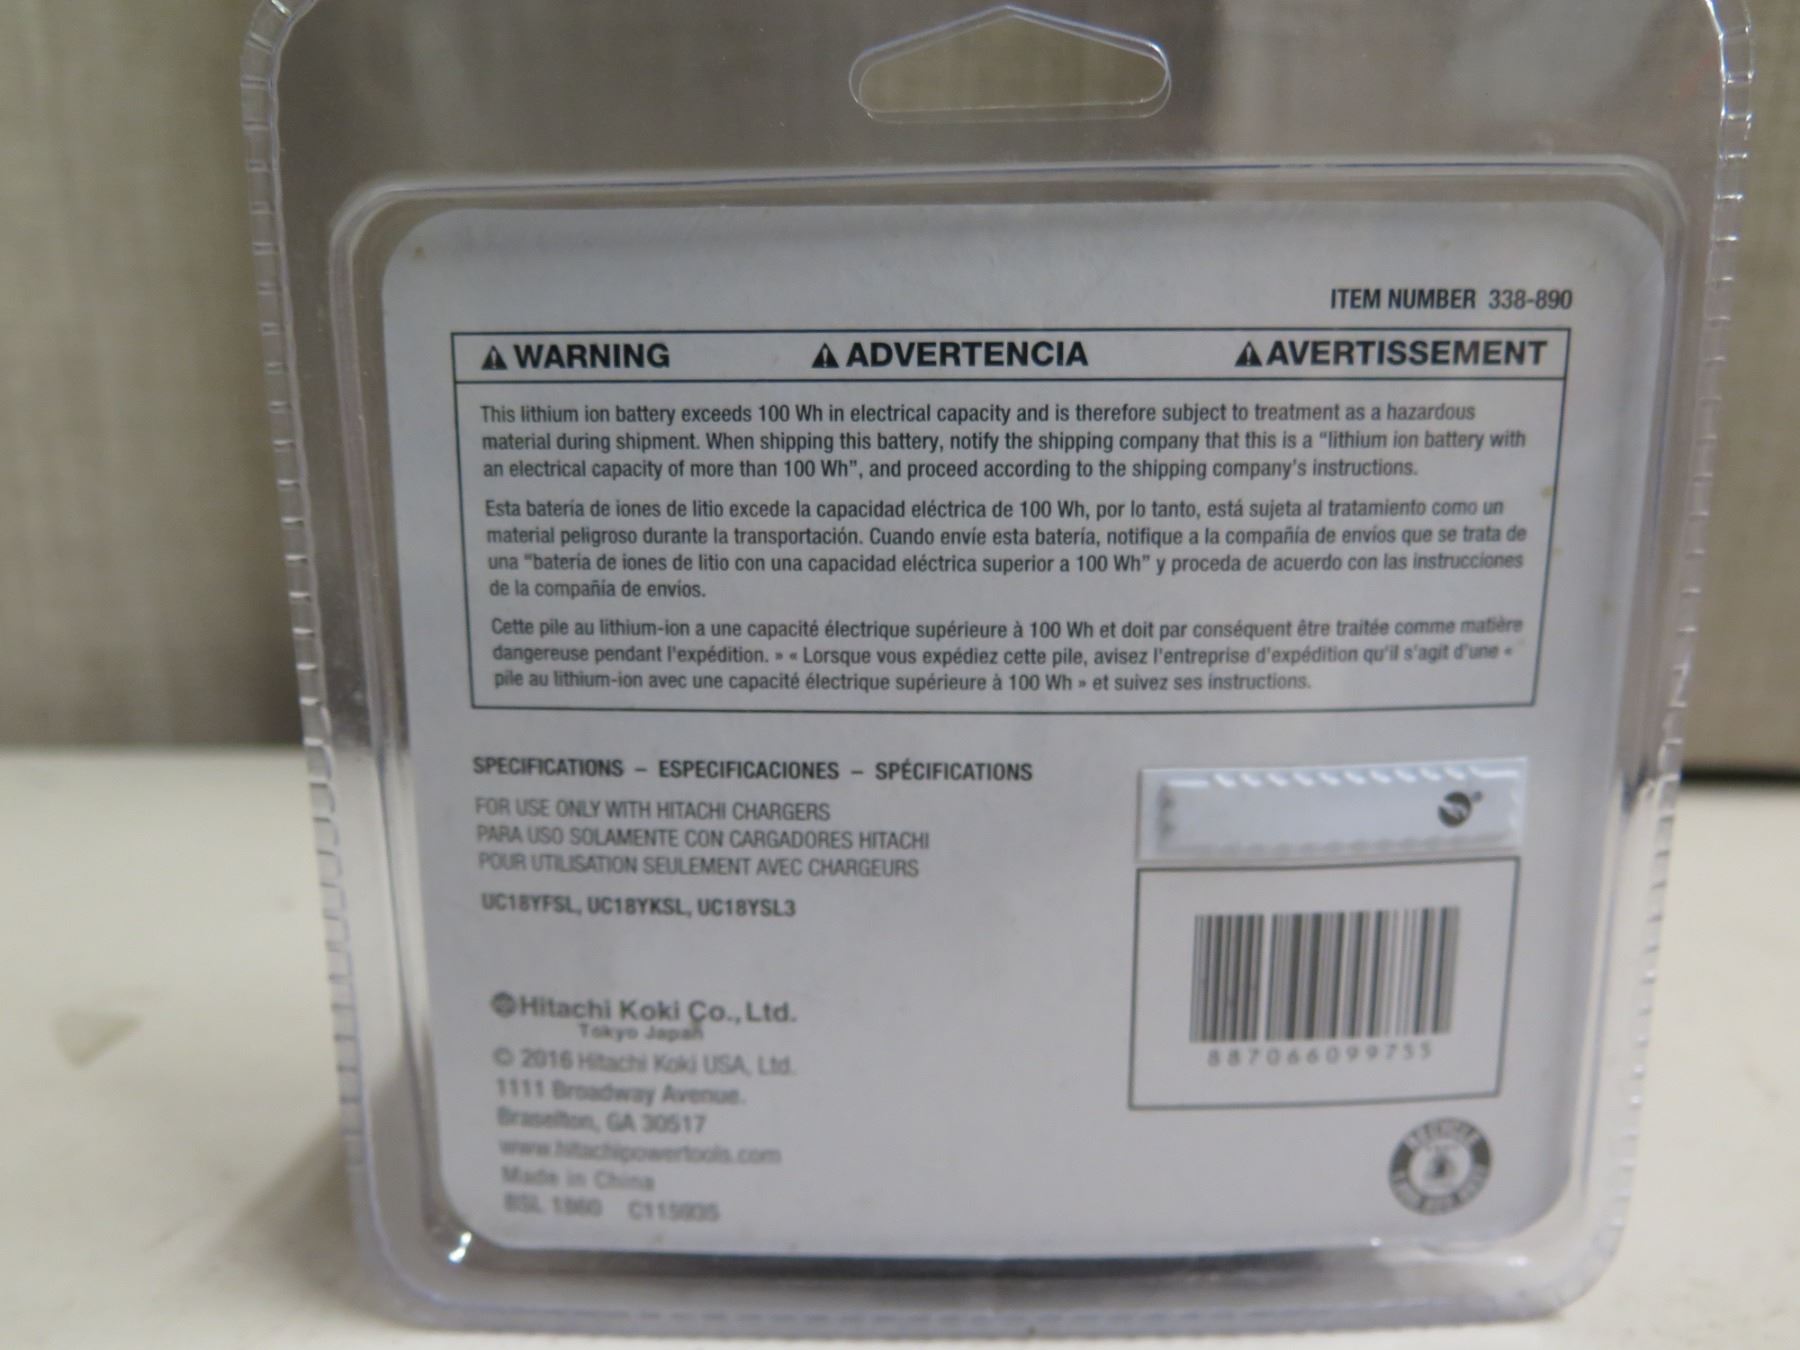 ITEM NUMBER 338-890
WARNING ADVERTENCIA AVERTISSEMENT
This lithium ion battery exceeds 100 Wh in electrical capacity and is therefore subject to treatment as a hazardous
material during shipment. When shipping this battery, notify the shipping company that this is a “lithium ion battery with
an electrical capacity of more than 100 Wh”, and proceed according to the shipping company's instructions.
Esta batería de iones de litio excede la capacidad eléctrica de 100 Wh, por lo tanto, está sujeta al tratamiento como un
material peligroso durante la transportación. Cuando envíe esta batería, notifique a la compañía de envíos que se trata de
una “batería de iones de litio con una capacidad eléctrica superior a 100 Wh” y proceda de acuerdo con las instrucciones
de la compañía de envíos.
Cette pile au lithium-ion a une capacité électrique supérieure à 100 Wh et doit par conséquent être traitée comme matière
dangereuse pendant l'expédition. » « Lorsque vous expédiez cette pile, avisez l'entreprise d'expédition qu'il s'agit d'une «
pile au lithium-ion avec une capacité électrique supérieure à 100 Wh » et suivez ses instructions.
SPECIFICATIONS – ESPECIFICACIONES – SPÉCIFICATIONS
FOR USE ONLY WITH HITACHI CHARGERS
PARA USO SOLAMENTE CON CARGADORES HITACHI
POUR UTILISATION SEULEMENT AVEC CHARGEURS
UC18YFSL, UC18YKSL, UC18YSL3
Hitachi Koki Co., Ltd.
Tokyo Japan
© 2016 Hitachi Koki USA, Ltd.
1111 Broadway Avenue.
Braselton, GA 30517
www.hitachipowertools.com
Made in China
BSL 1860
887066099755
RECYCLE